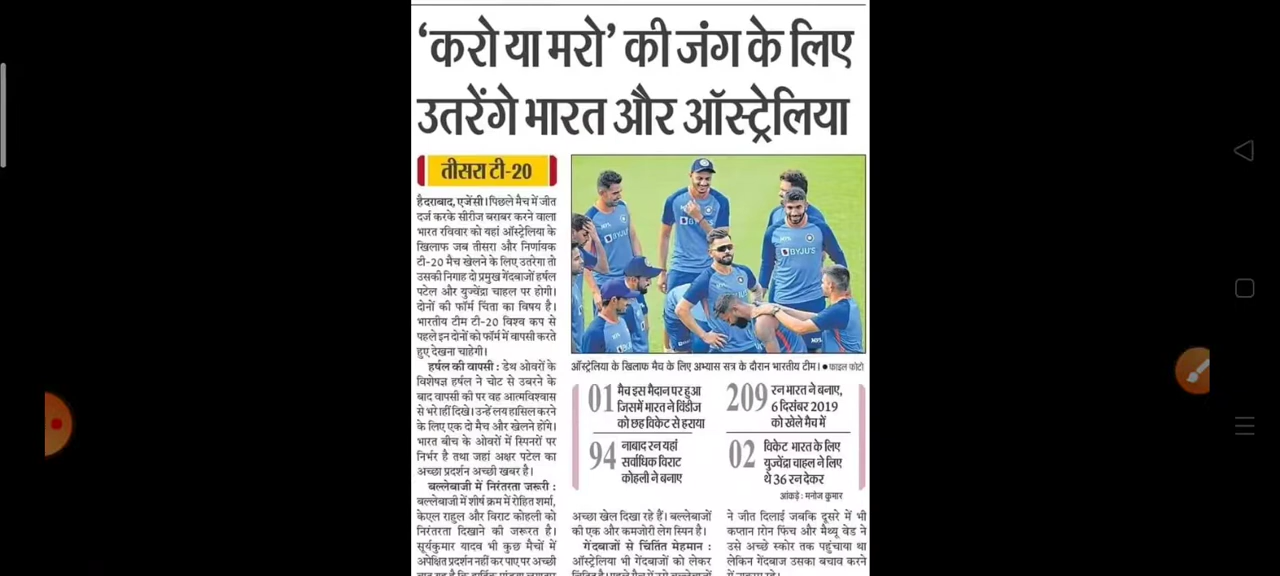 ‘करो या मरो’ की जंग के लिए
उतरेंगे भारत और ऑस्ट्रेलिया
तीसरा टी-20
हैदराबाद, एजेंसी। पिछले मैच में जीत
दर्ज करके सीरीज बराबर करने वाला
भारत रविवार को यहां ऑस्ट्रेलिया के
खिलाफ जब तीसरा और निर्णायक
टी-20 मैच खेलने के लिए उतरेगा तो
उसकी निगाह दो प्रमुख गेंदबाजों हर्षल
पटेल और युज्वेंद्रा चाहल पर होगी।
दोनों की फॉर्म चिंता का विषय है।
भारतीय टीम टी-20 विश्व कप से
पहले इन दोनों को फॉर्म में वापसी करते
हुए देखना चाहेगी।
हर्षल की वापसी : डेथ ओवरों के
विशेषज्ञ हर्षल ने चोट से उबरने के
बाद वापसी की पर वह आत्मविश्वास
से भरे नहीं दिखे। उन्हें लय हासिल करने
के लिए एक दो मैच और खेलने होंगे।
भारत बीच के ओवरों में स्पिनरों पर
निर्भर है तथा जहां अक्षर पटेल का
अच्छा प्रदर्शन अच्छी खबर है।
बल्लेबाजी में निरंतरता जरूरी :
बल्लेबाजी में शीर्ष क्रम में रोहित शर्मा,
केएल राहुल और विराट कोहली को
निरंतरता दिखाने की जरूरत है।
सूर्यकुमार यादव भी कुछ मैचों में
अपेक्षित प्रदर्शन नहीं कर पाए पर अच्छी
BYJU'S
BYJU'S
ऑस्ट्रेलिया के खिलाफ मैच के लिए अभ्यास सत्र के दौरान भारतीय टीम। ● फाइल फोटो
01 मैच इस मैदान पर हुआ
जिसमें भारत ने विंडीज
को छह विकेट से हराया
209 रन भारत ने बनाए,
6 दिसंबर 2019
को खेले मैच में
94 नाबाद रन यहां
सर्वाधिक विराट
कोहली ने बनाए
02 विकेट भारत के लिए
युज्वेंद्रा चाहल ने लिए
थे 36 रन देकर
आंकड़े : मनोज कुमार
अच्छा खेल दिखा रहे हैं। बल्लेबाजों
की एक और कमजोरी लेग स्पिन है।
गेंदबाजों से चिंतित मेहमान :
ऑस्ट्रेलिया भी गेंदबाजों को लेकर
ने जीत दिलाई जबकि दूसरे में भी
कप्तान आरोन फिंच और मैथ्यू वेड ने
उसे अच्छे स्कोर तक पहुंचाया था
लेकिन गेंदबाज उसका बचाव करने